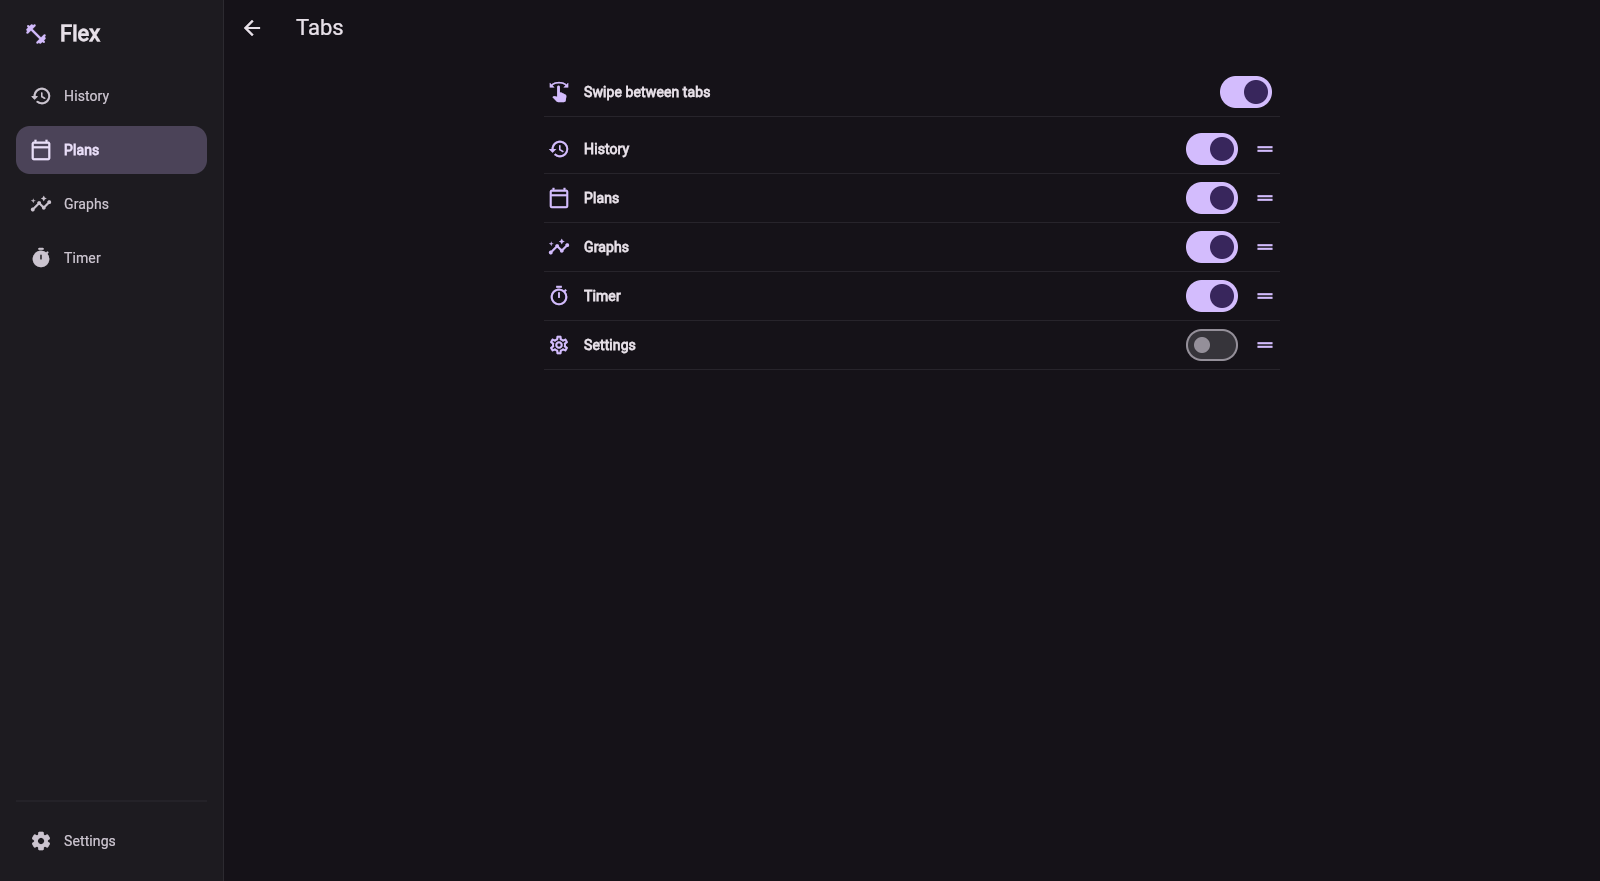 Flex
History
Plans
Graphs
Timer
Settings
Tabs
Swipe between tabs
History
Plans
Graphs
Timer
Settings